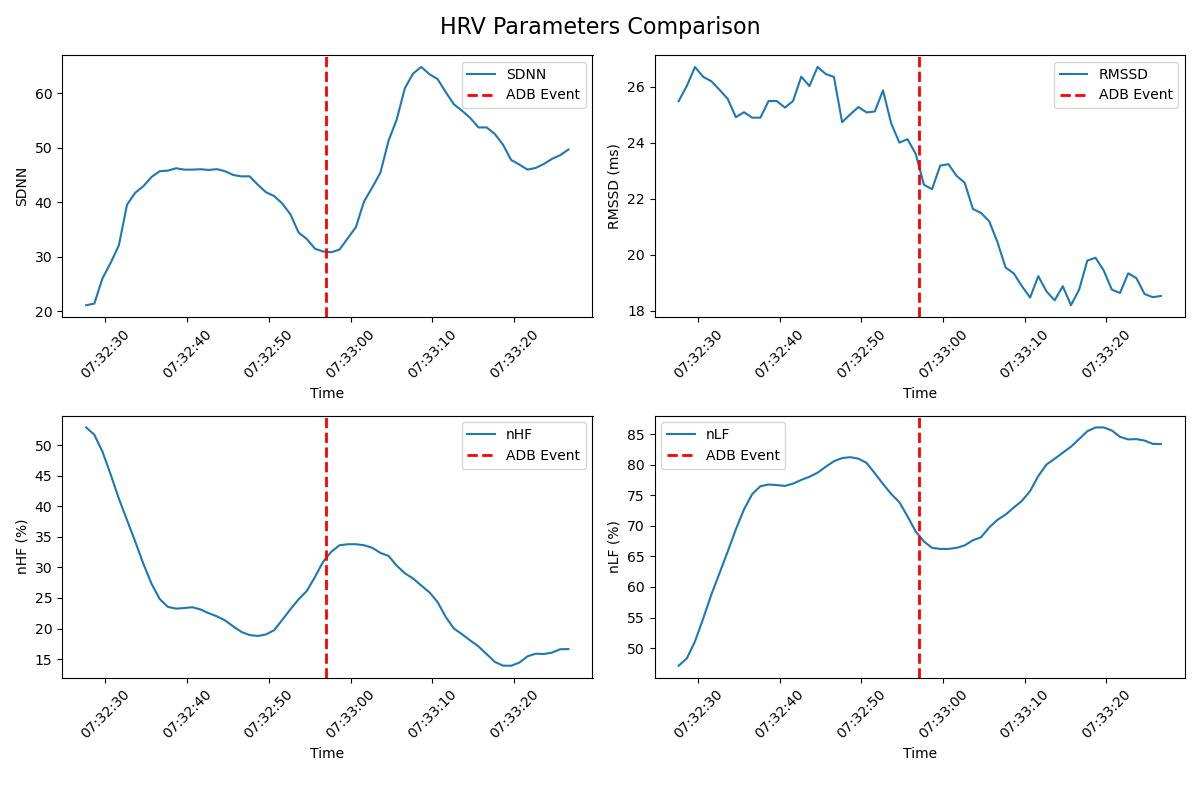 HRV Parameters Comparison
SDNN
ADB Event
SDNN
60
50
40
30
20
07:32:30
07:32:40
07:32:50
07:33:00
07:33:10
07:33:20
Time
RMSSD
ADB Event
RMSSD (ms)
26
24
22
20
18
07:32:30
07:32:40
07:32:50
07:33:00
07:33:10
07:33:20
Time
nHF
ADB Event
nHF (%)
50
45
40
35
30
25
20
15
07:32:30
07:32:40
07:32:50
07:33:00
07:33:10
07:33:20
Time
nLF
ADB Event
nLF (%)
85
80
75
70
65
60
55
50
07:32:30
07:32:40
07:32:50
07:33:00
07:33:10
07:33:20
Time